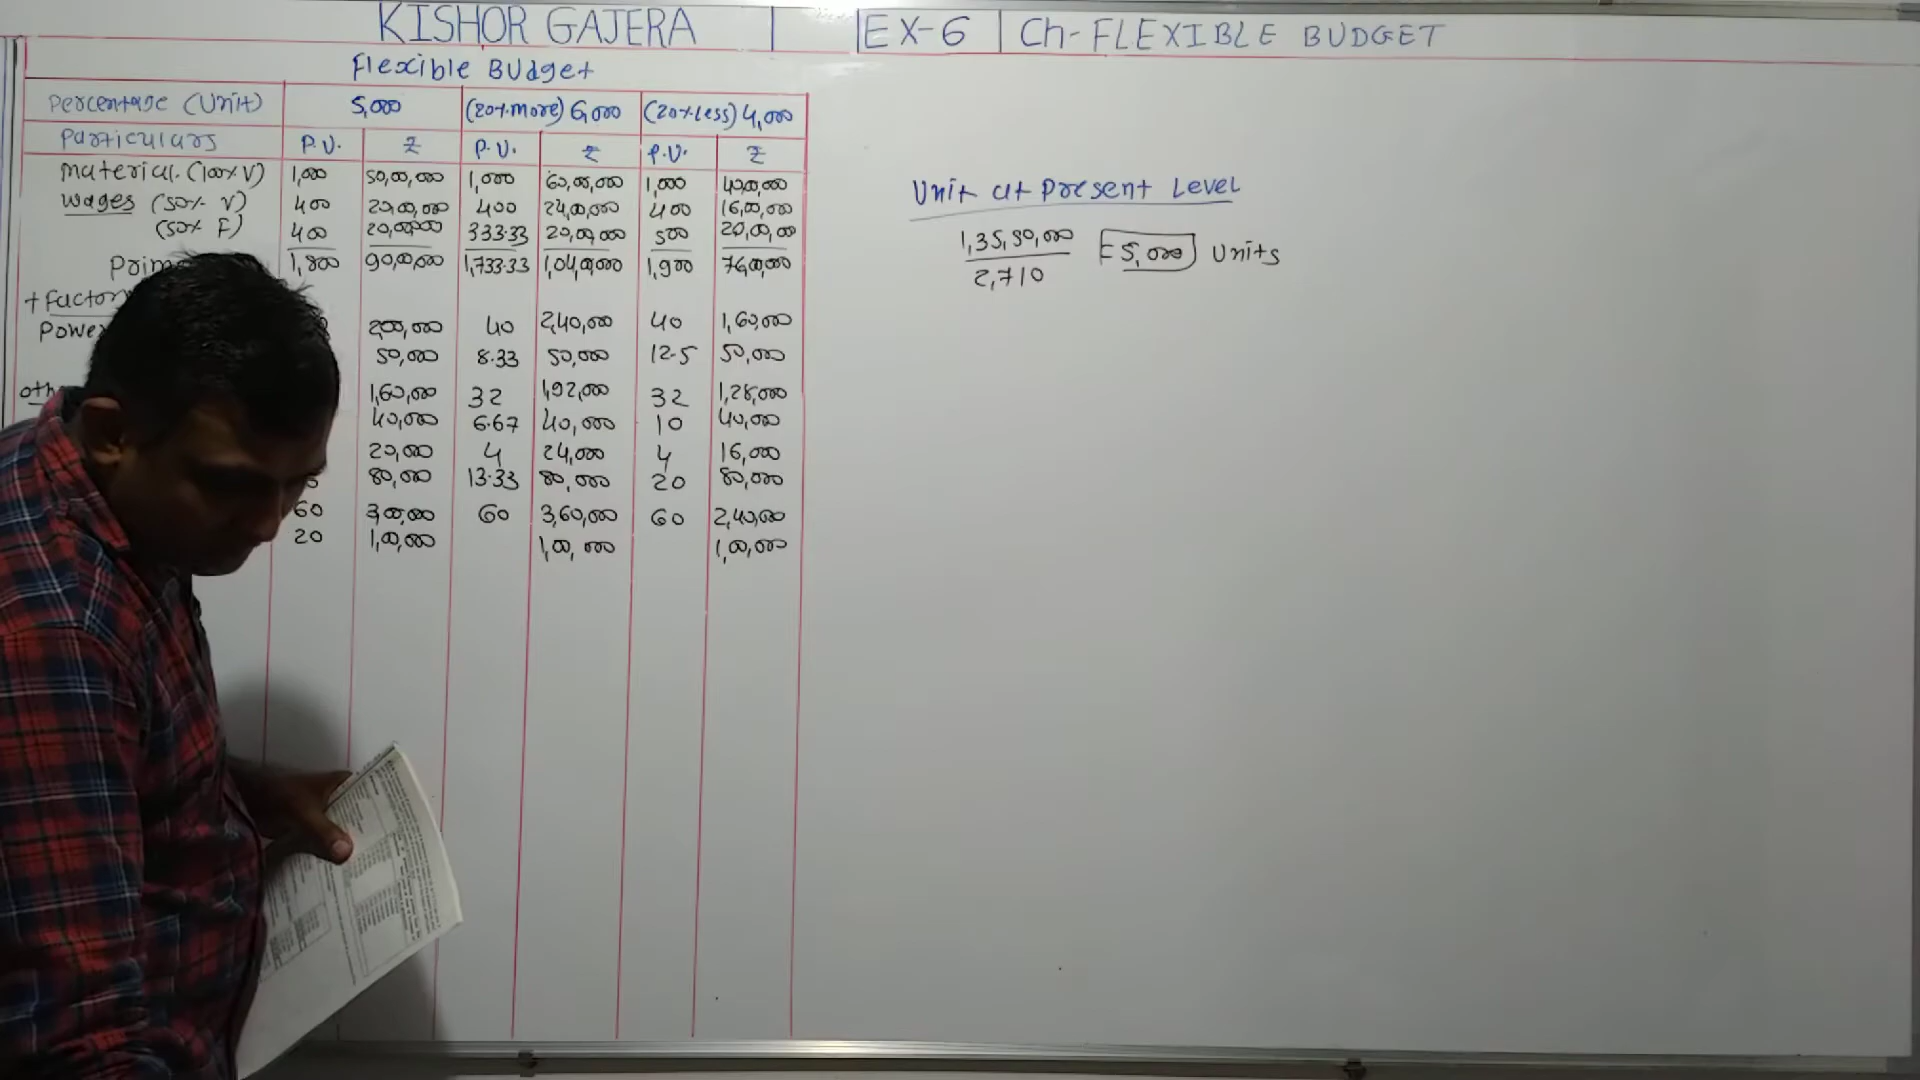 KISHOR GAJERA | EX-6 | Ch-FLEXIBLE BUDGET
Flexible Budget
Percentage (Unit) 5,000 (20% more) 6,000 (20% Less) 4,000
Particulars P.U. ₹ P.U. ₹ P.U. ₹
Material (100% V) 1,000 50,00,000 1,000 60,00,000 1,000 40,00,000
Wages (50% V) 400 20,00,000 400 24,00,000 400 16,00,000
(50% F) 400 20,00,000 333.33 20,00,000 500 20,00,000
Prim 1,800 90,00,000 1,733.33 1,04,00,000 1,900 76,00,000
+ Factor
Power 2,00,000 40 2,40,000 40 1,60,000
50,000 8.33 50,000 12.5 50,000
oth 1,60,000 32 1,92,000 32 1,28,000
40,000 6.67 40,000 10 40,000
20,000 4 24,000 4 16,000
80,000 13.33 80,000 20 80,000
60 3,00,000 60 3,60,000 60 2,40,000
20 1,00,000 1,00,000 1,00,000
Unit at Present Level
1,35,50,000
= 5,000 Units
2,710